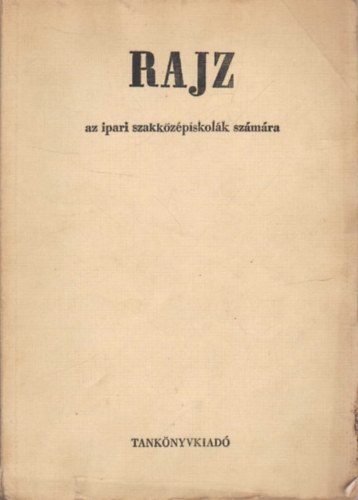 RAJZ
az ipari szakközépiskolák számára
TANKÖNYVKIADÓ